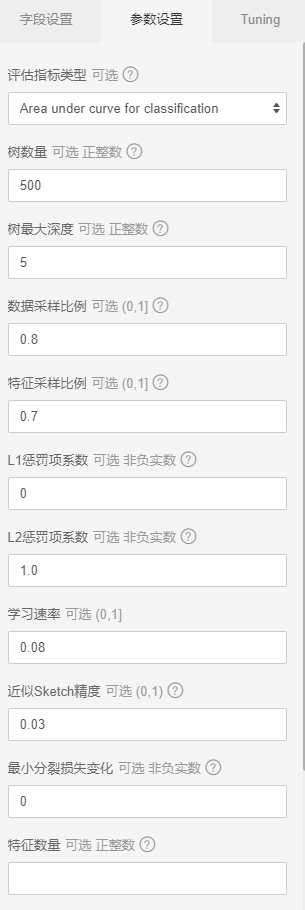 字段设置 参数设置 Tuning
评估指标类型 可选 ?
Area under curve for classification
树数量 可选 正整数 ?
500
树最大深度 可选 正整数 ?
5
数据采样比例 可选 (0,1] ?
0.8
特征采样比例 可选 (0,1] ?
0.7
L1惩罚项系数 可选 非负实数 ?
0
L2惩罚项系数 可选 非负实数 ?
1.0
学习速率 可选 (0,1]
0.08
近似Sketch精度 可选 (0,1) ?
0.03
最小分裂损失变化 可选 非负实数 ?
0
特征数量 可选 正整数 ?